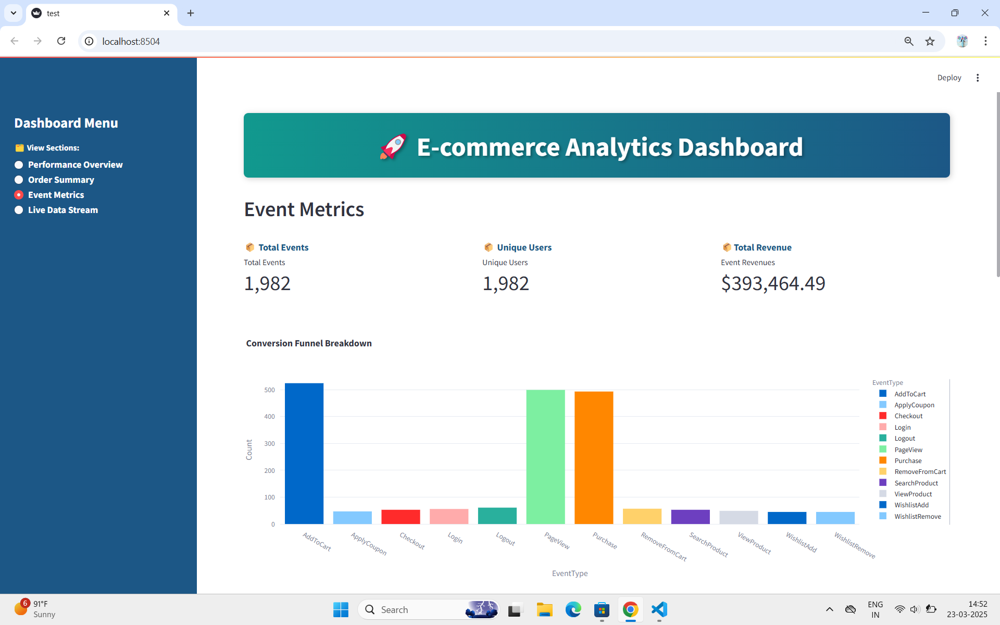 test
localhost:8504
Deploy
Dashboard Menu
View Sections:
Performance Overview
Order Summary
Event Metrics
Live Data Stream
E-commerce Analytics Dashboard
Event Metrics
Total Events
Total Events
1,982
Unique Users
Unique Users
1,982
Total Revenue
Event Revenues
$393,464.49
Conversion Funnel Breakdown
Count
500
400
300
200
100
0
AddToCart
ApplyCoupon
Checkout
Login
Logout
PageView
Purchase
RemoveFromCart
SearchProduct
ViewProduct
WishlistAdd
WishlistRemove
EventType
EventType
AddToCart
ApplyCoupon
Checkout
Login
Logout
PageView
Purchase
RemoveFromCart
SearchProduct
ViewProduct
WishlistAdd
WishlistRemove
6
91°F
Sunny
Search
ENG
IN
14:52
23-03-2025